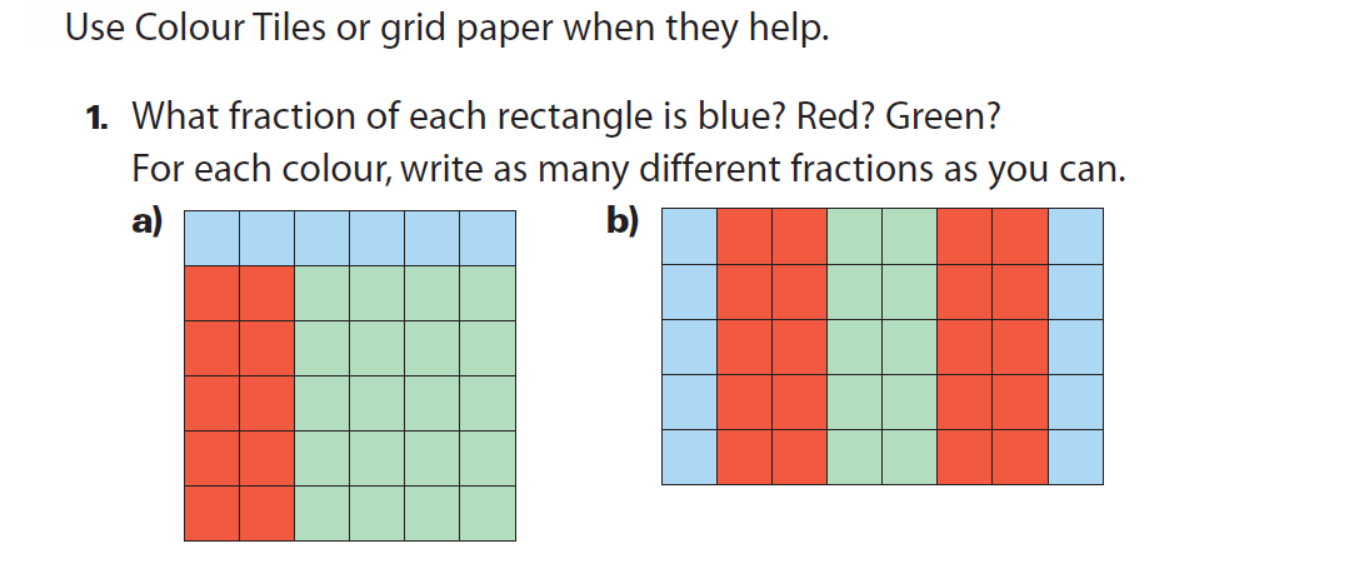 Use Colour Tiles or grid paper when they help.
1. What fraction of each rectangle is blue? Red? Green?
For each colour, write as many different fractions as you can.
a) b)